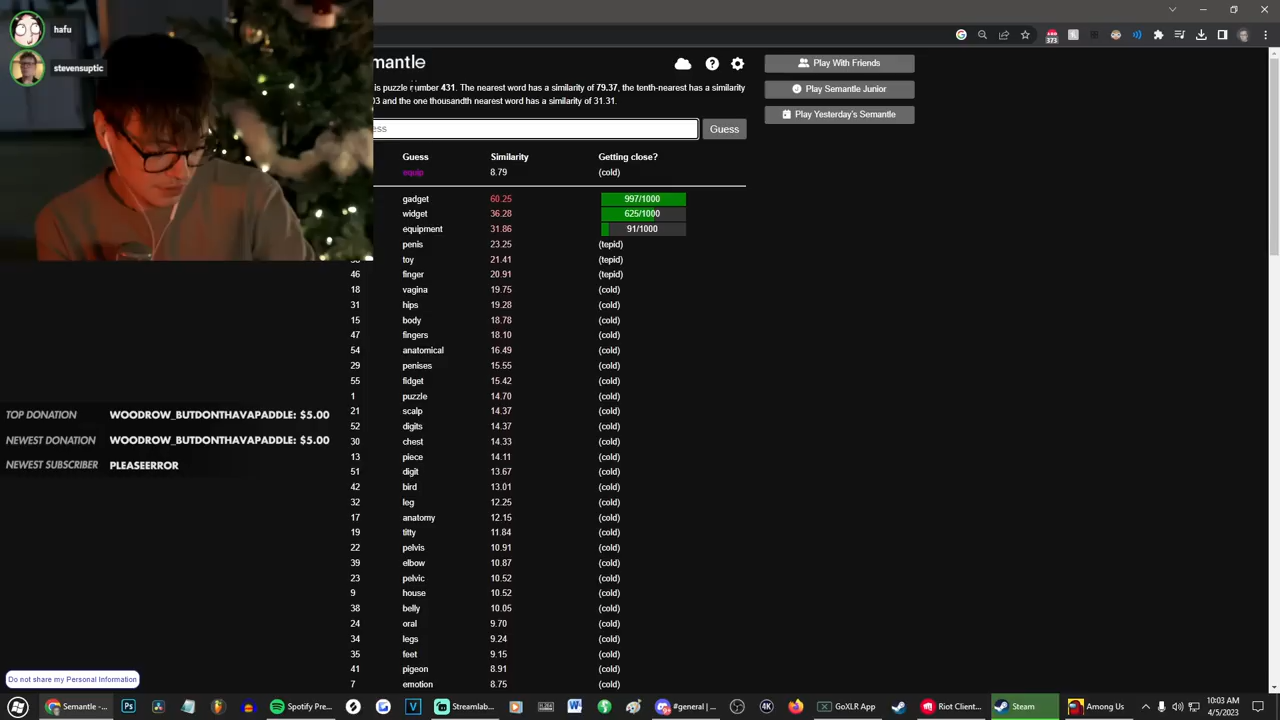 hafu
stevensuptic
mantle
is puzzle number 431. The nearest word has a similarity of 79.37, the tenth-nearest has a similarity
03 and the one thousandth nearest word has a similarity of 31.31.
ess
Guess
Play With Friends
Play Semantle Junior
Play Yesterday's Semantle
373
Guess Similarity Getting close?
equip 8.79 (cold)
gadget 60.25 997/1000
widget 36.28 625/1000
equipment 31.86 91/1000
penis 23.25 (tepid)
toy 21.41 (tepid)
46 finger 20.91 (tepid)
18 vagina 19.75 (cold)
31 hips 19.28 (cold)
15 body 18.78 (cold)
47 fingers 18.10 (cold)
54 anatomical 16.49 (cold)
29 penises 15.55 (cold)
55 fidget 15.42 (cold)
1 puzzle 14.70 (cold)
21 scalp 14.37 (cold)
52 digits 14.37 (cold)
30 chest 14.33 (cold)
13 piece 14.11 (cold)
51 digit 13.67 (cold)
42 bird 13.01 (cold)
32 leg 12.25 (cold)
17 anatomy 12.15 (cold)
19 titty 11.84 (cold)
22 pelvis 10.91 (cold)
39 elbow 10.87 (cold)
23 pelvic 10.52 (cold)
9 house 10.52 (cold)
38 belly 10.05 (cold)
24 oral 9.70 (cold)
34 legs 9.24 (cold)
35 feet 9.15 (cold)
41 pigeon 8.91 (cold)
7 emotion 8.75 (cold)
TOP DONATION WOODROW_BUTDONTHAVAPADDLE: $5.00
NEWEST DONATION WOODROW_BUTDONTHAVAPADDLE: $5.00
NEWEST SUBSCRIBER PLEASEERROR
Do not share my Personal Information
Semantle - ...
Spotify Pre...
Streamlab...
#general | ...
GoXLR App
Riot Client...
Steam
Among Us
10:03 AM
4/5/2023